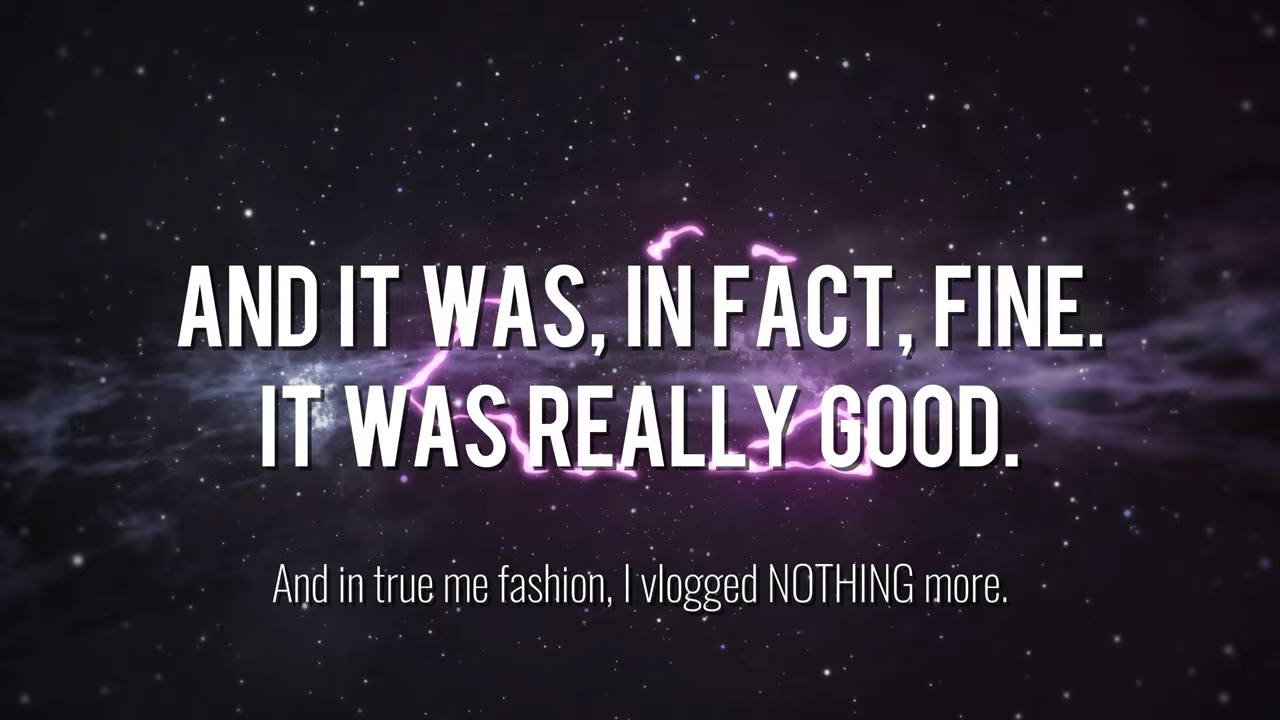 AND IT WAS, IN FACT, FINE.
IT WAS REALLY GOOD.
And in true me fashion, I vlogged NOTHING more.